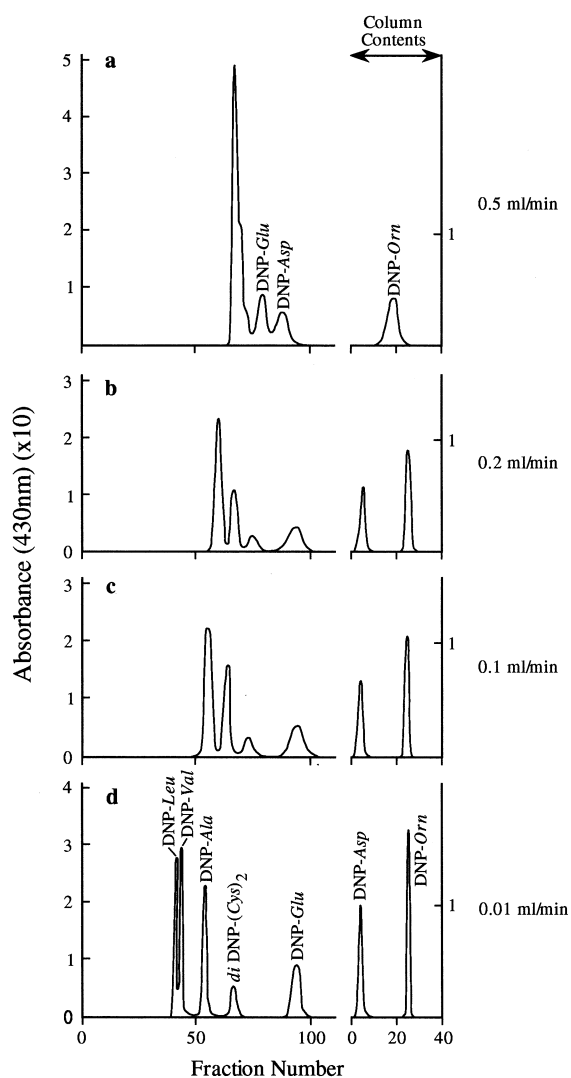 Column
Contents
5
a
4
3
2
1
DNP-Glu
DNP-Asp
DNP-Orn
1
0.5 ml/min
3
b
2
1
0
1
0.2 ml/min
3
c
2
1
0
1
0.1 ml/min
4
d
3
2
1
0
DNP-Leu
DNP-Val
DNP-Ala
di DNP-(Cys)2
DNP-Glu
DNP-Asp
DNP-Orn
1
0.01 ml/min
0
50
100
0
20
40
Absorbance (430nm) (x10)
Fraction Number